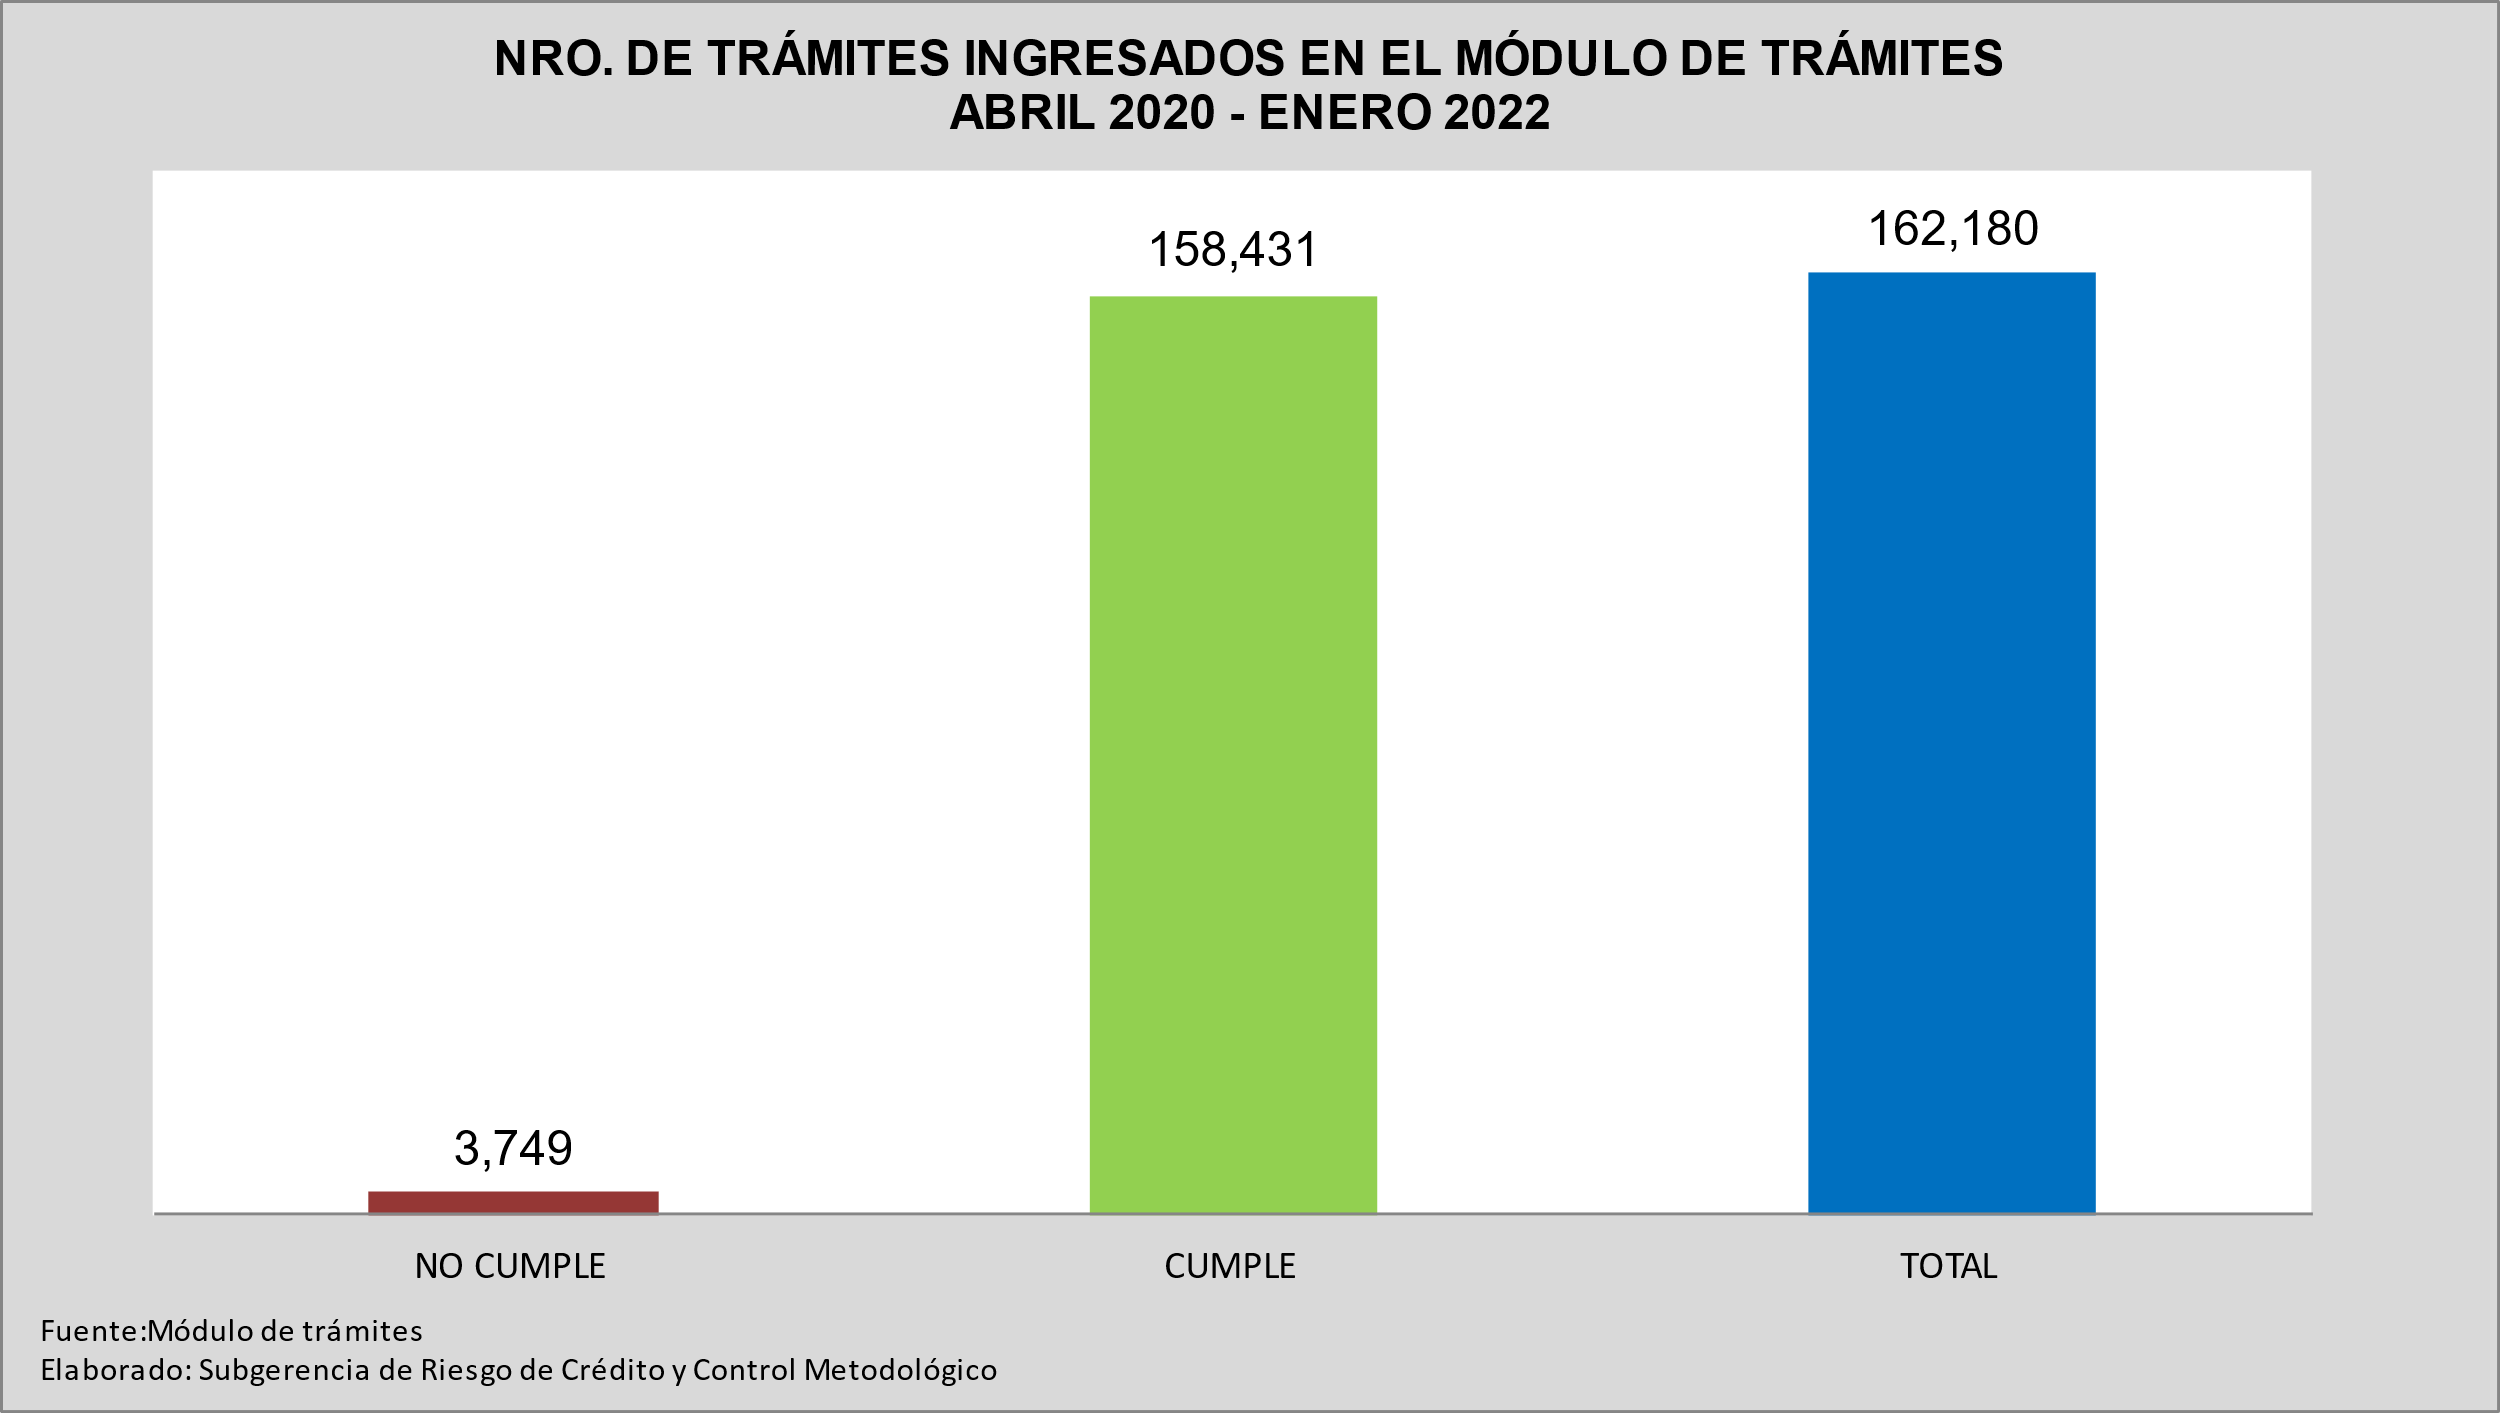 NRO. DE TRÁMITES INGRESADOS EN EL MÓDULO DE TRÁMITES
ABRIL 2020 - ENERO 2022
162,180
158,431
3,749
NO CUMPLE
CUMPLE
TOTAL
Fuente:Módulo de trámites
Elaborado: Subgerencia de Riesgo de Crédito y Control Metodológico